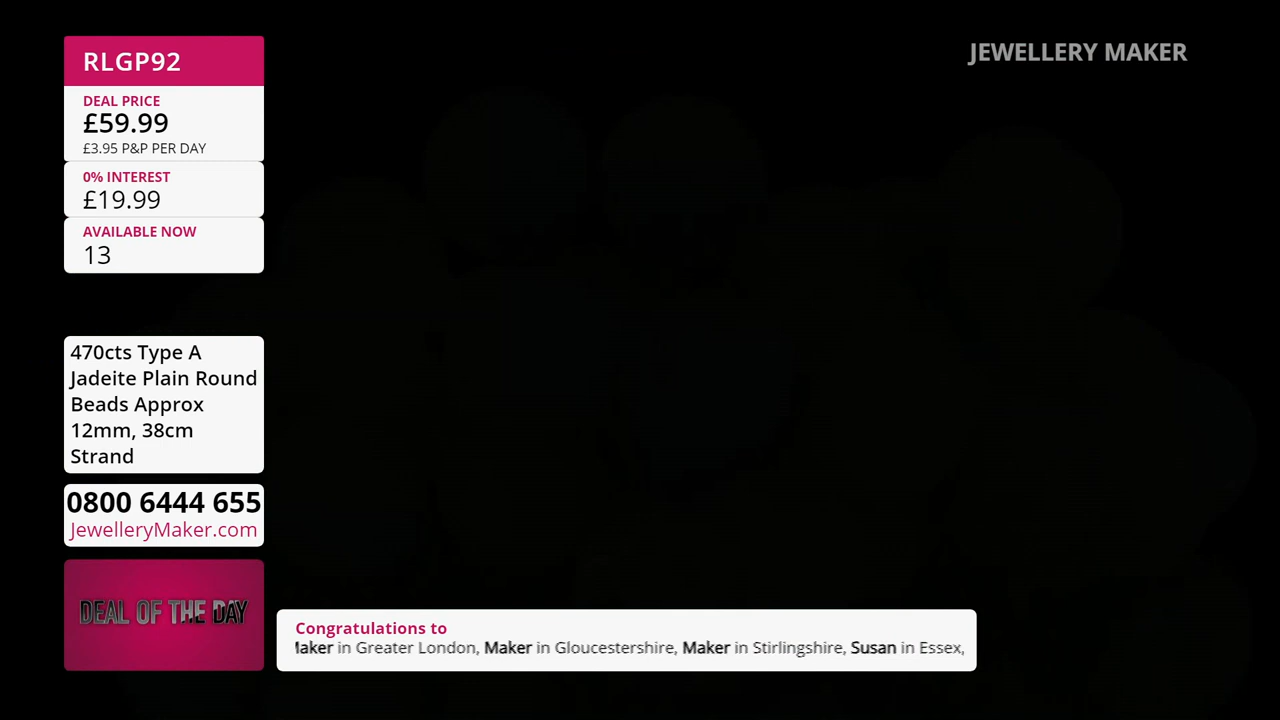 RLGP92
DEAL PRICE
£59.99
£3.95 P&P PER DAY
0% INTEREST
£19.99
AVAILABLE NOW
13
470cts Type A
Jadeite Plain Round
Beads Approx
12mm, 38cm
Strand
0800 6444 655
JewelleryMaker.com
DEAL OF THE DAY
JEWELLERY MAKER
Congratulations to
in Greater London, Maker in Gloucestershire, Maker in Stirlingshire, Susan in Essex,